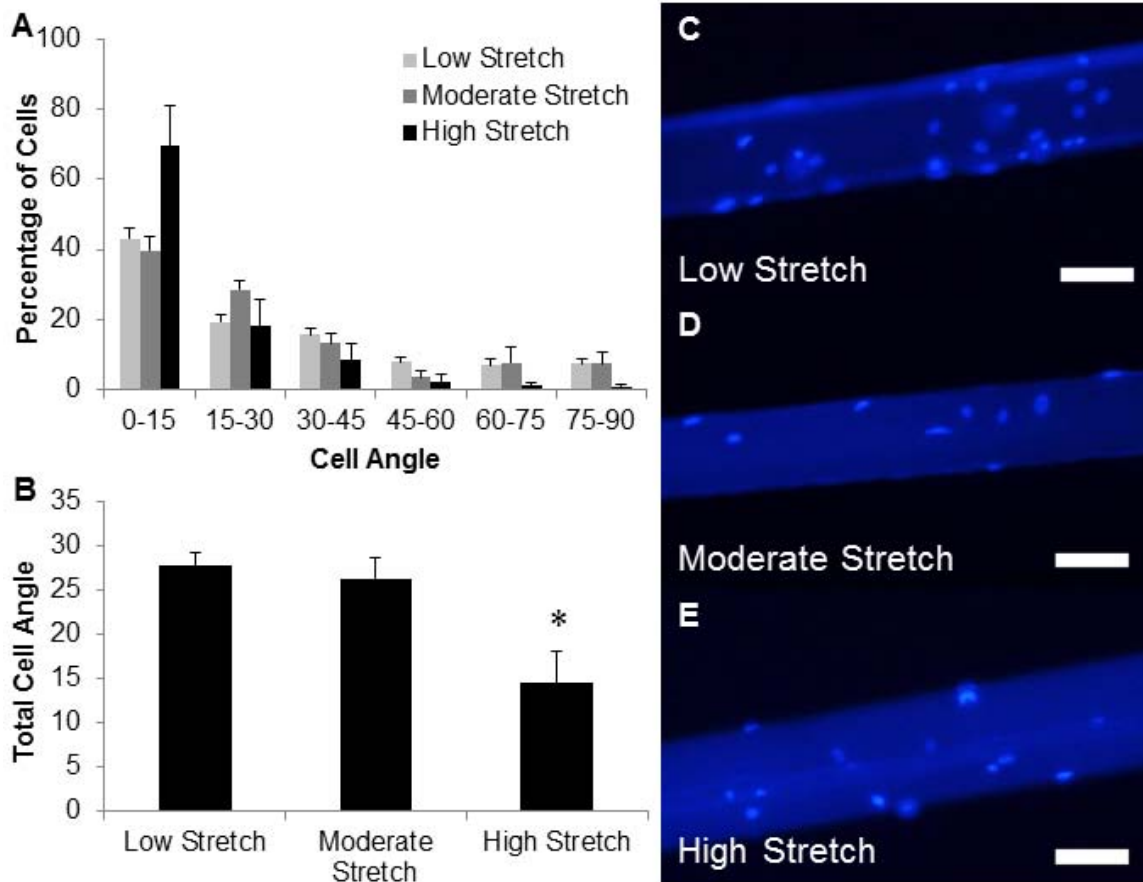 A
100
80
60
40
20
0
Percentage of Cells
Low Stretch
Moderate Stretch
High Stretch
0-15 15-30 30-45 45-60 60-75 75-90
Cell Angle
B
35
30
25
20
15
10
5
0
Total Cell Angle
*
Low Stretch Moderate Stretch High Stretch
C
Low Stretch
D
Moderate Stretch
E
High Stretch